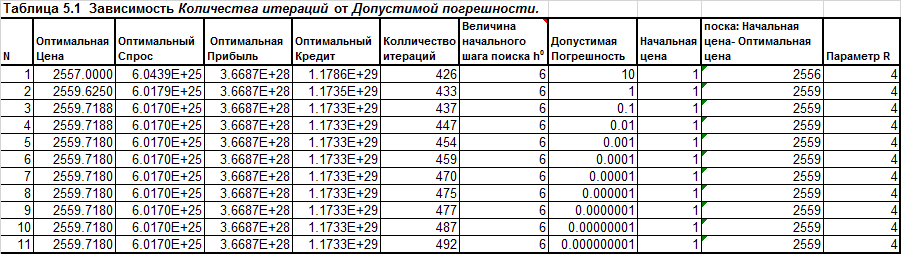 Таблица 5.1 Зависимость Количества итераций от Допустимой погрешности.
N | Оптимальная Цена | Оптимальный Спрос | Оптимальная Прибыль | Оптимальный Кредит | Колличество итераций | Величина начального шага поиска h⁰ | Допустимая Погрешность | Начальная цена | поска: Начальная цена- Оптимальная цена | Параметр R
1 2557.0000 6.0439E+25 3.6687E+28 1.1786E+29 426 6 10 1 2556 4
2 2559.6250 6.0179E+25 3.6687E+28 1.1735E+29 433 6 1 1 2559 4
3 2559.7188 6.0170E+25 3.6687E+28 1.1733E+29 437 6 0.1 1 2559 4
4 2559.7188 6.0170E+25 3.6687E+28 1.1733E+29 447 6 0.01 1 2559 4
5 2559.7180 6.0170E+25 3.6687E+28 1.1733E+29 454 6 0.001 1 2559 4
6 2559.7180 6.0170E+25 3.6687E+28 1.1733E+29 459 6 0.0001 1 2559 4
7 2559.7180 6.0170E+25 3.6687E+28 1.1733E+29 470 6 0.00001 1 2559 4
8 2559.7180 6.0170E+25 3.6687E+28 1.1733E+29 475 6 0.000001 1 2559 4
9 2559.7180 6.0170E+25 3.6687E+28 1.1733E+29 477 6 0.0000001 1 2559 4
10 2559.7180 6.0170E+25 3.6687E+28 1.1733E+29 487 6 0.00000001 1 2559 4
11 2559.7180 6.0170E+25 3.6687E+28 1.1733E+29 492 6 0.000000001 1 2559 4